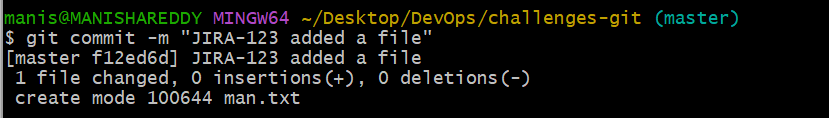 manis@MANISHAREDDY MINGW64 ~/Desktop/DevOps/challenges-git (master)
$ git commit -m "JIRA-123 added a file"
[master f12ed6d] JIRA-123 added a file
 1 file changed, 0 insertions(+), 0 deletions(-)
 create mode 100644 man.txt